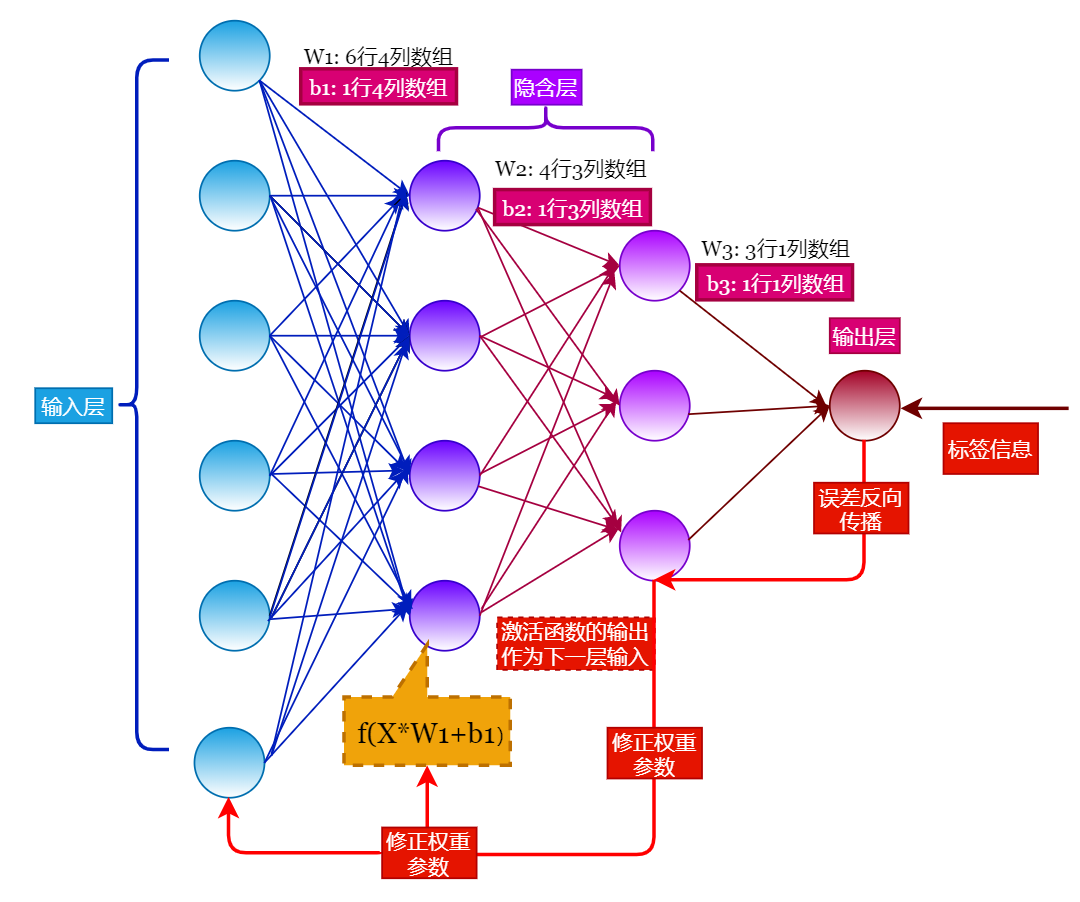 W1: 6行4列数组
b1: 1行4列数组
隐含层
W2: 4行3列数组
b2: 1行3列数组
W3: 3行1列数组
b3: 1行1列数组
输出层
输入层
标签信息
误差反向
传播
激活函数的输出
作为下一层输入
f(X*W1+b1)
修正权重
参数
修正权重
参数